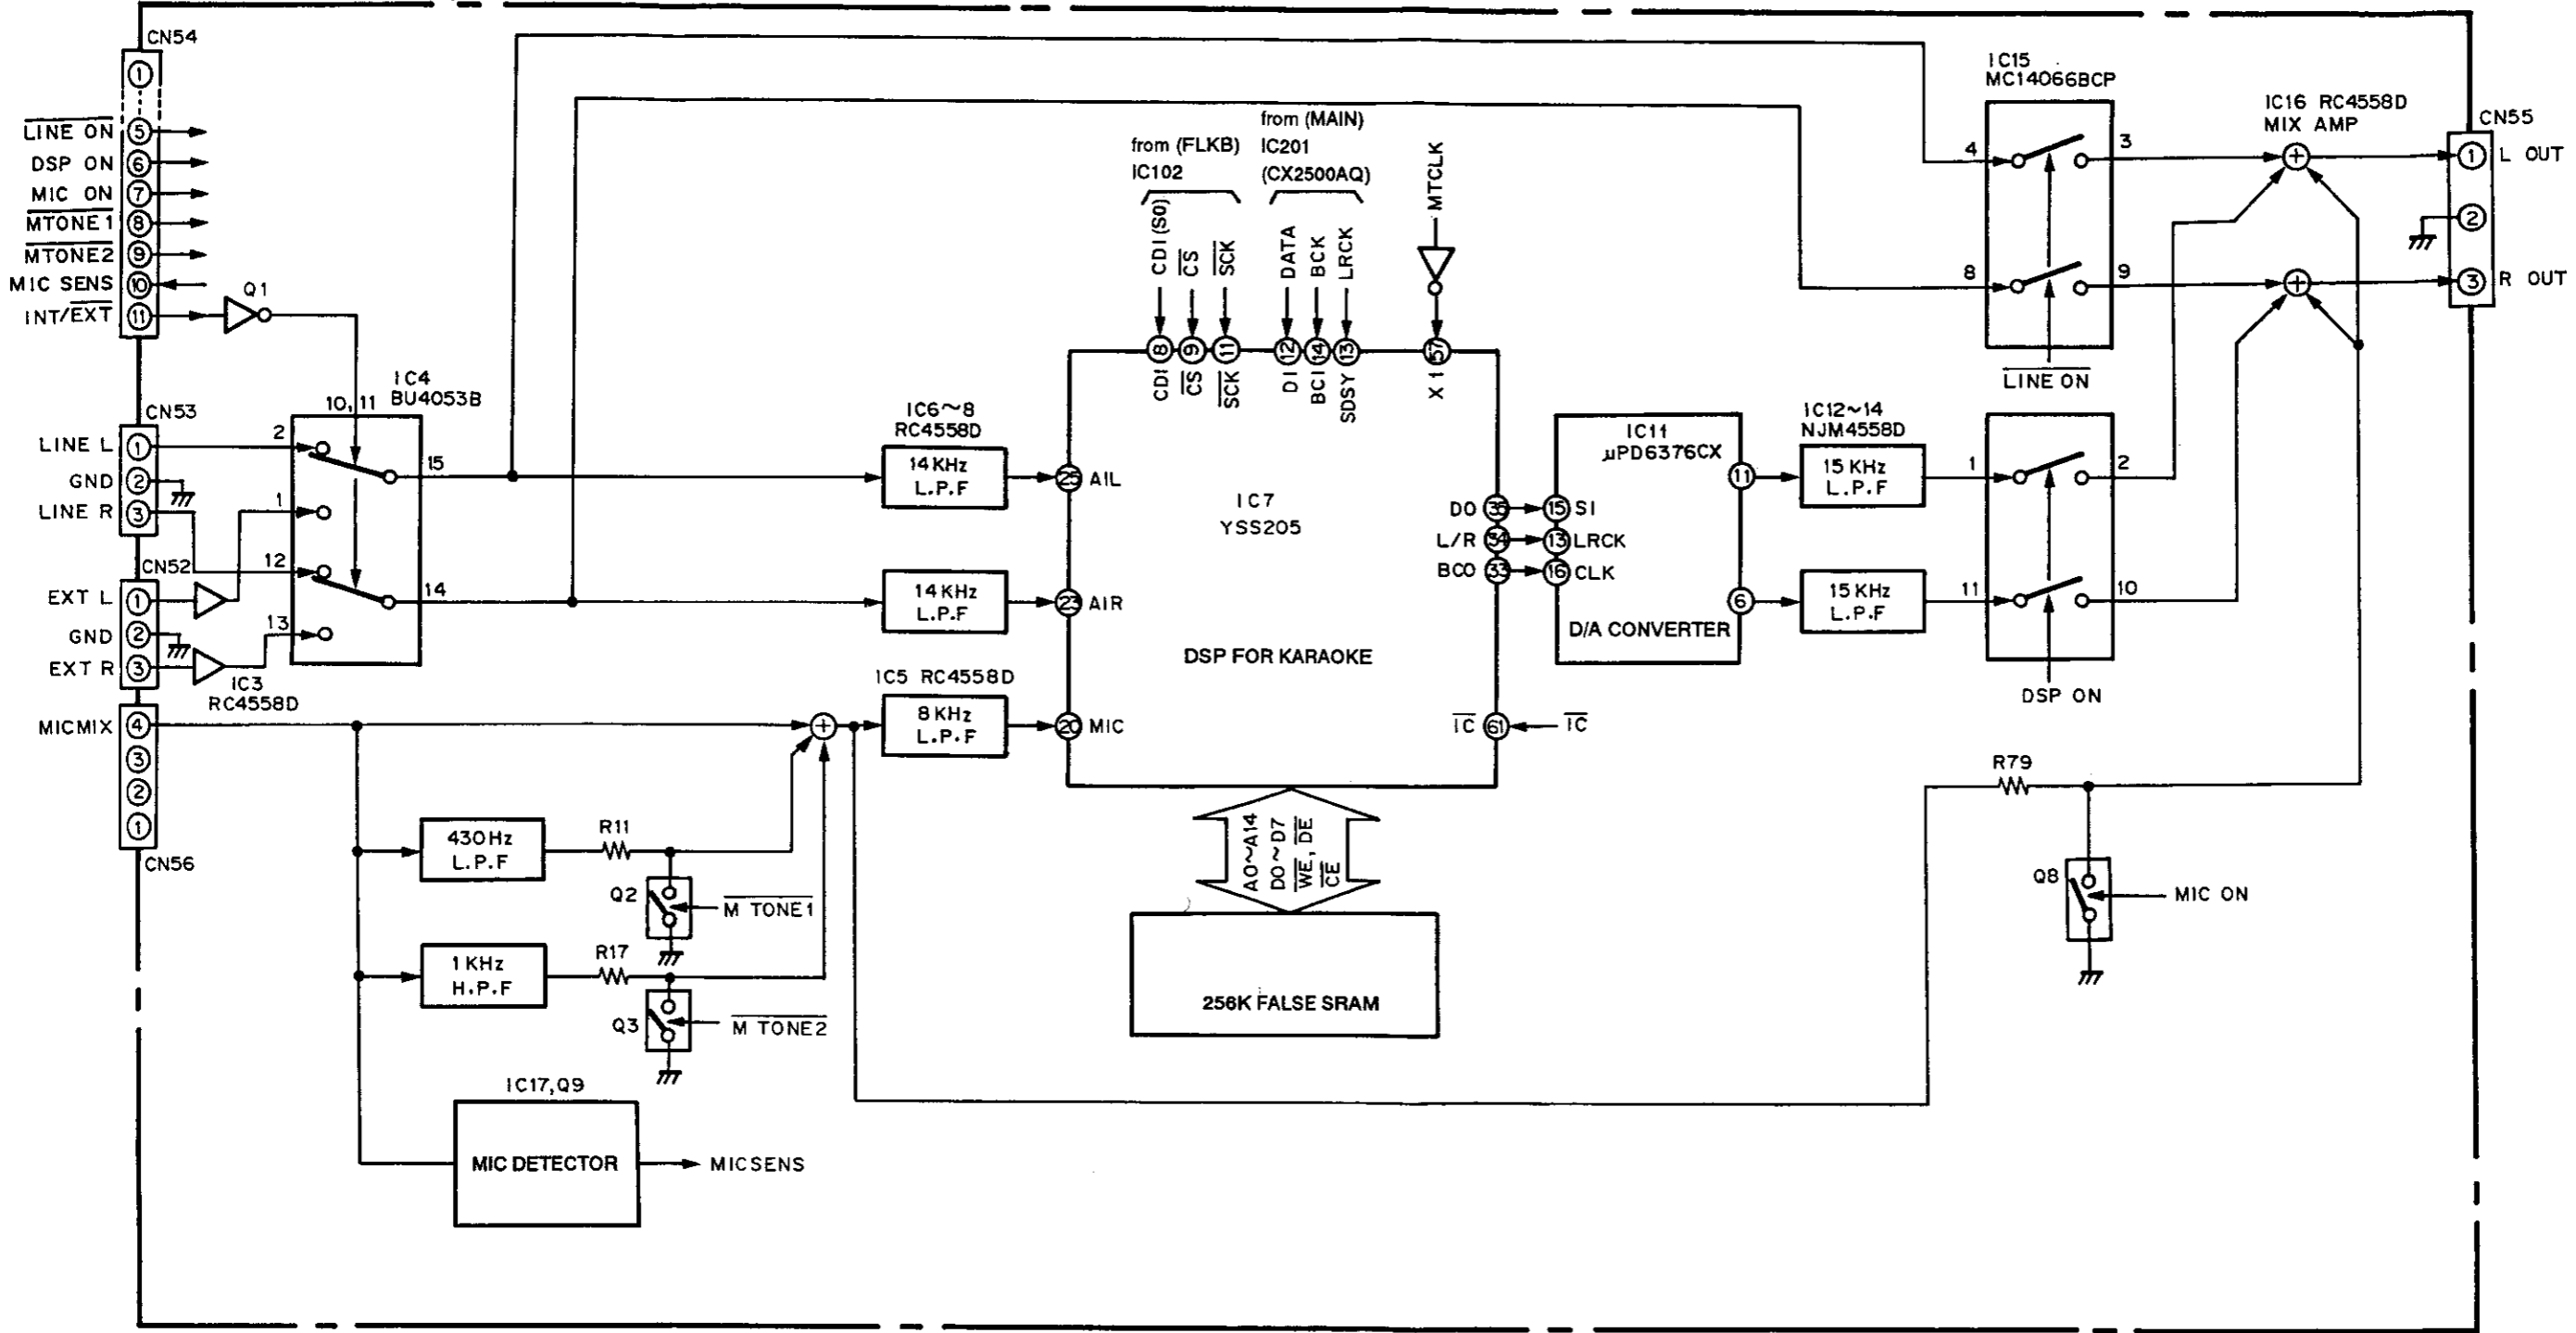 CN54
1
LINE ON 5
DSP ON 6
MIC ON 7
MTONE1 8
MTONE2 9
MIC SENS 10
INT/EXT 11
Q1
CN53
LINE L 1
GND 2
LINE R 3
CN52
EXT L 1
GND 2
EXT R 3
IC3
RC4558D
MICMIX 4
3
2
1
CN56
IC4
BU4053B
10, 11
2
15
1
12
14
13
IC6~8
RC4558D
14KHz
L.P.F
14KHz
L.P.F
IC5 RC4558D
8KHz
L.P.F
430Hz
L.P.F
R11
Q2
M TONE1
1KHz
H.P.F
R17
Q3
M TONE2
IC17,Q9
MIC DETECTOR
MICSENS
from (FLKB)
IC102
CDI(SO)
CS
SCK
from (MAIN)
IC201
(CX2500AQ)
DATA
BCK
LRCK
MTCLK
8
9
11
12
14
13
57
CDI
CS
SCK
DI
BCI
SDSY
X1
25 AIL
23 AIR
20 MIC
IC7
YSS205
DSP FOR KARAOKE
DO 35
L/R 34
BCO 33
IC 61
IC
A0~A14
D0~D7
WE, DE
CE
256K FALSE SRAM
IC11
μPD6376CX
15 SI
13 LRCK
16 CLK
11
6
D/A CONVERTER
IC12~14
NJM4558D
15 KHz
L.P.F
15 KHz
L.P.F
IC15
MC14066BCP
4
3
8
9
LINE ON
1
2
11
10
DSP ON
R79
Q8
MIC ON
IC16 RC4558D
MIX AMP
CN55
1 L OUT
2
3 R OUT